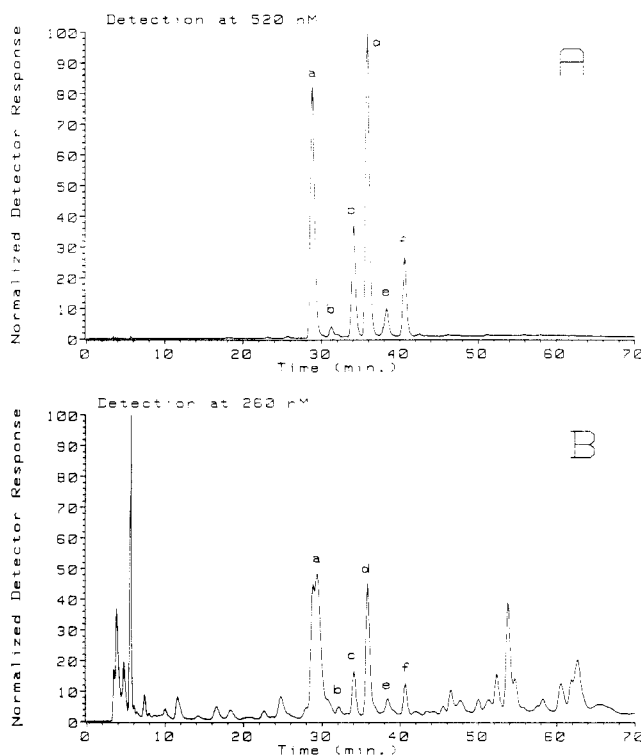 Detection at 520 nM
A
Normalized Detector Response
100
90
80
70
60
50
40
30
20
10
0
a
b
c
d
e
f
0 10 20 30 40 50 60 70
Time (min.)
Detection at 260 nM
B
Normalized Detector Response
100
90
80
70
60
50
40
30
20
10
0
a
b
c
d
e
f
0 10 20 30 40 50 60 70
Time (min.)